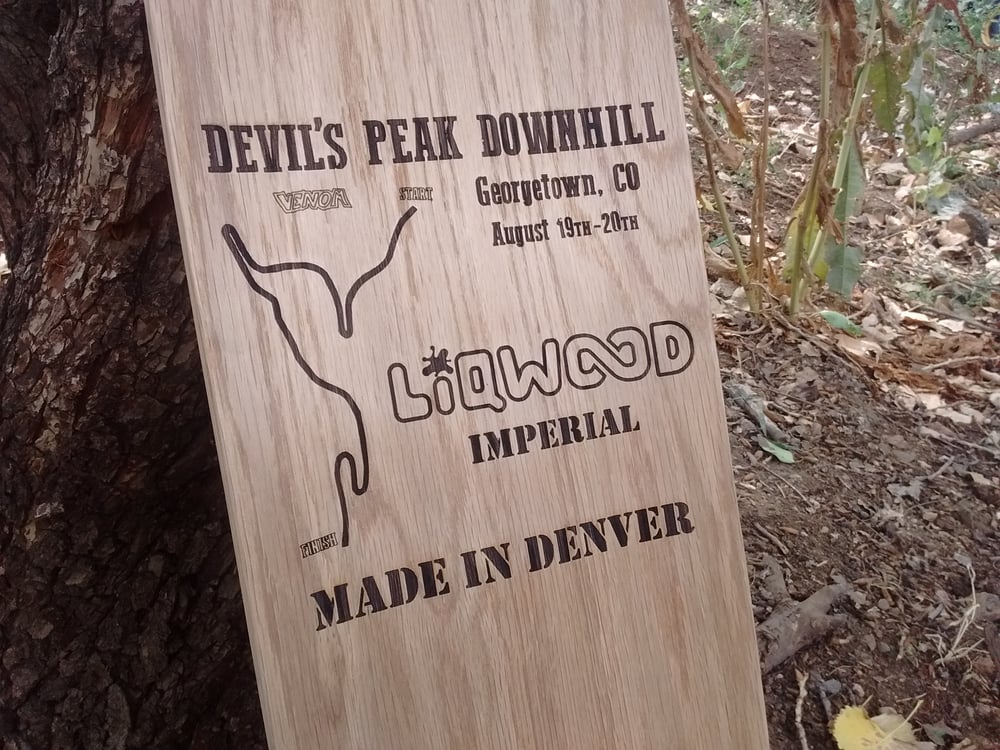 DEVIL'S PEAK DOWNHILL
VENOM
START
Georgetown, CO
August 19TH-20TH
LiQWOOD
IMPERIAL
FINISH
MADE IN DENVER